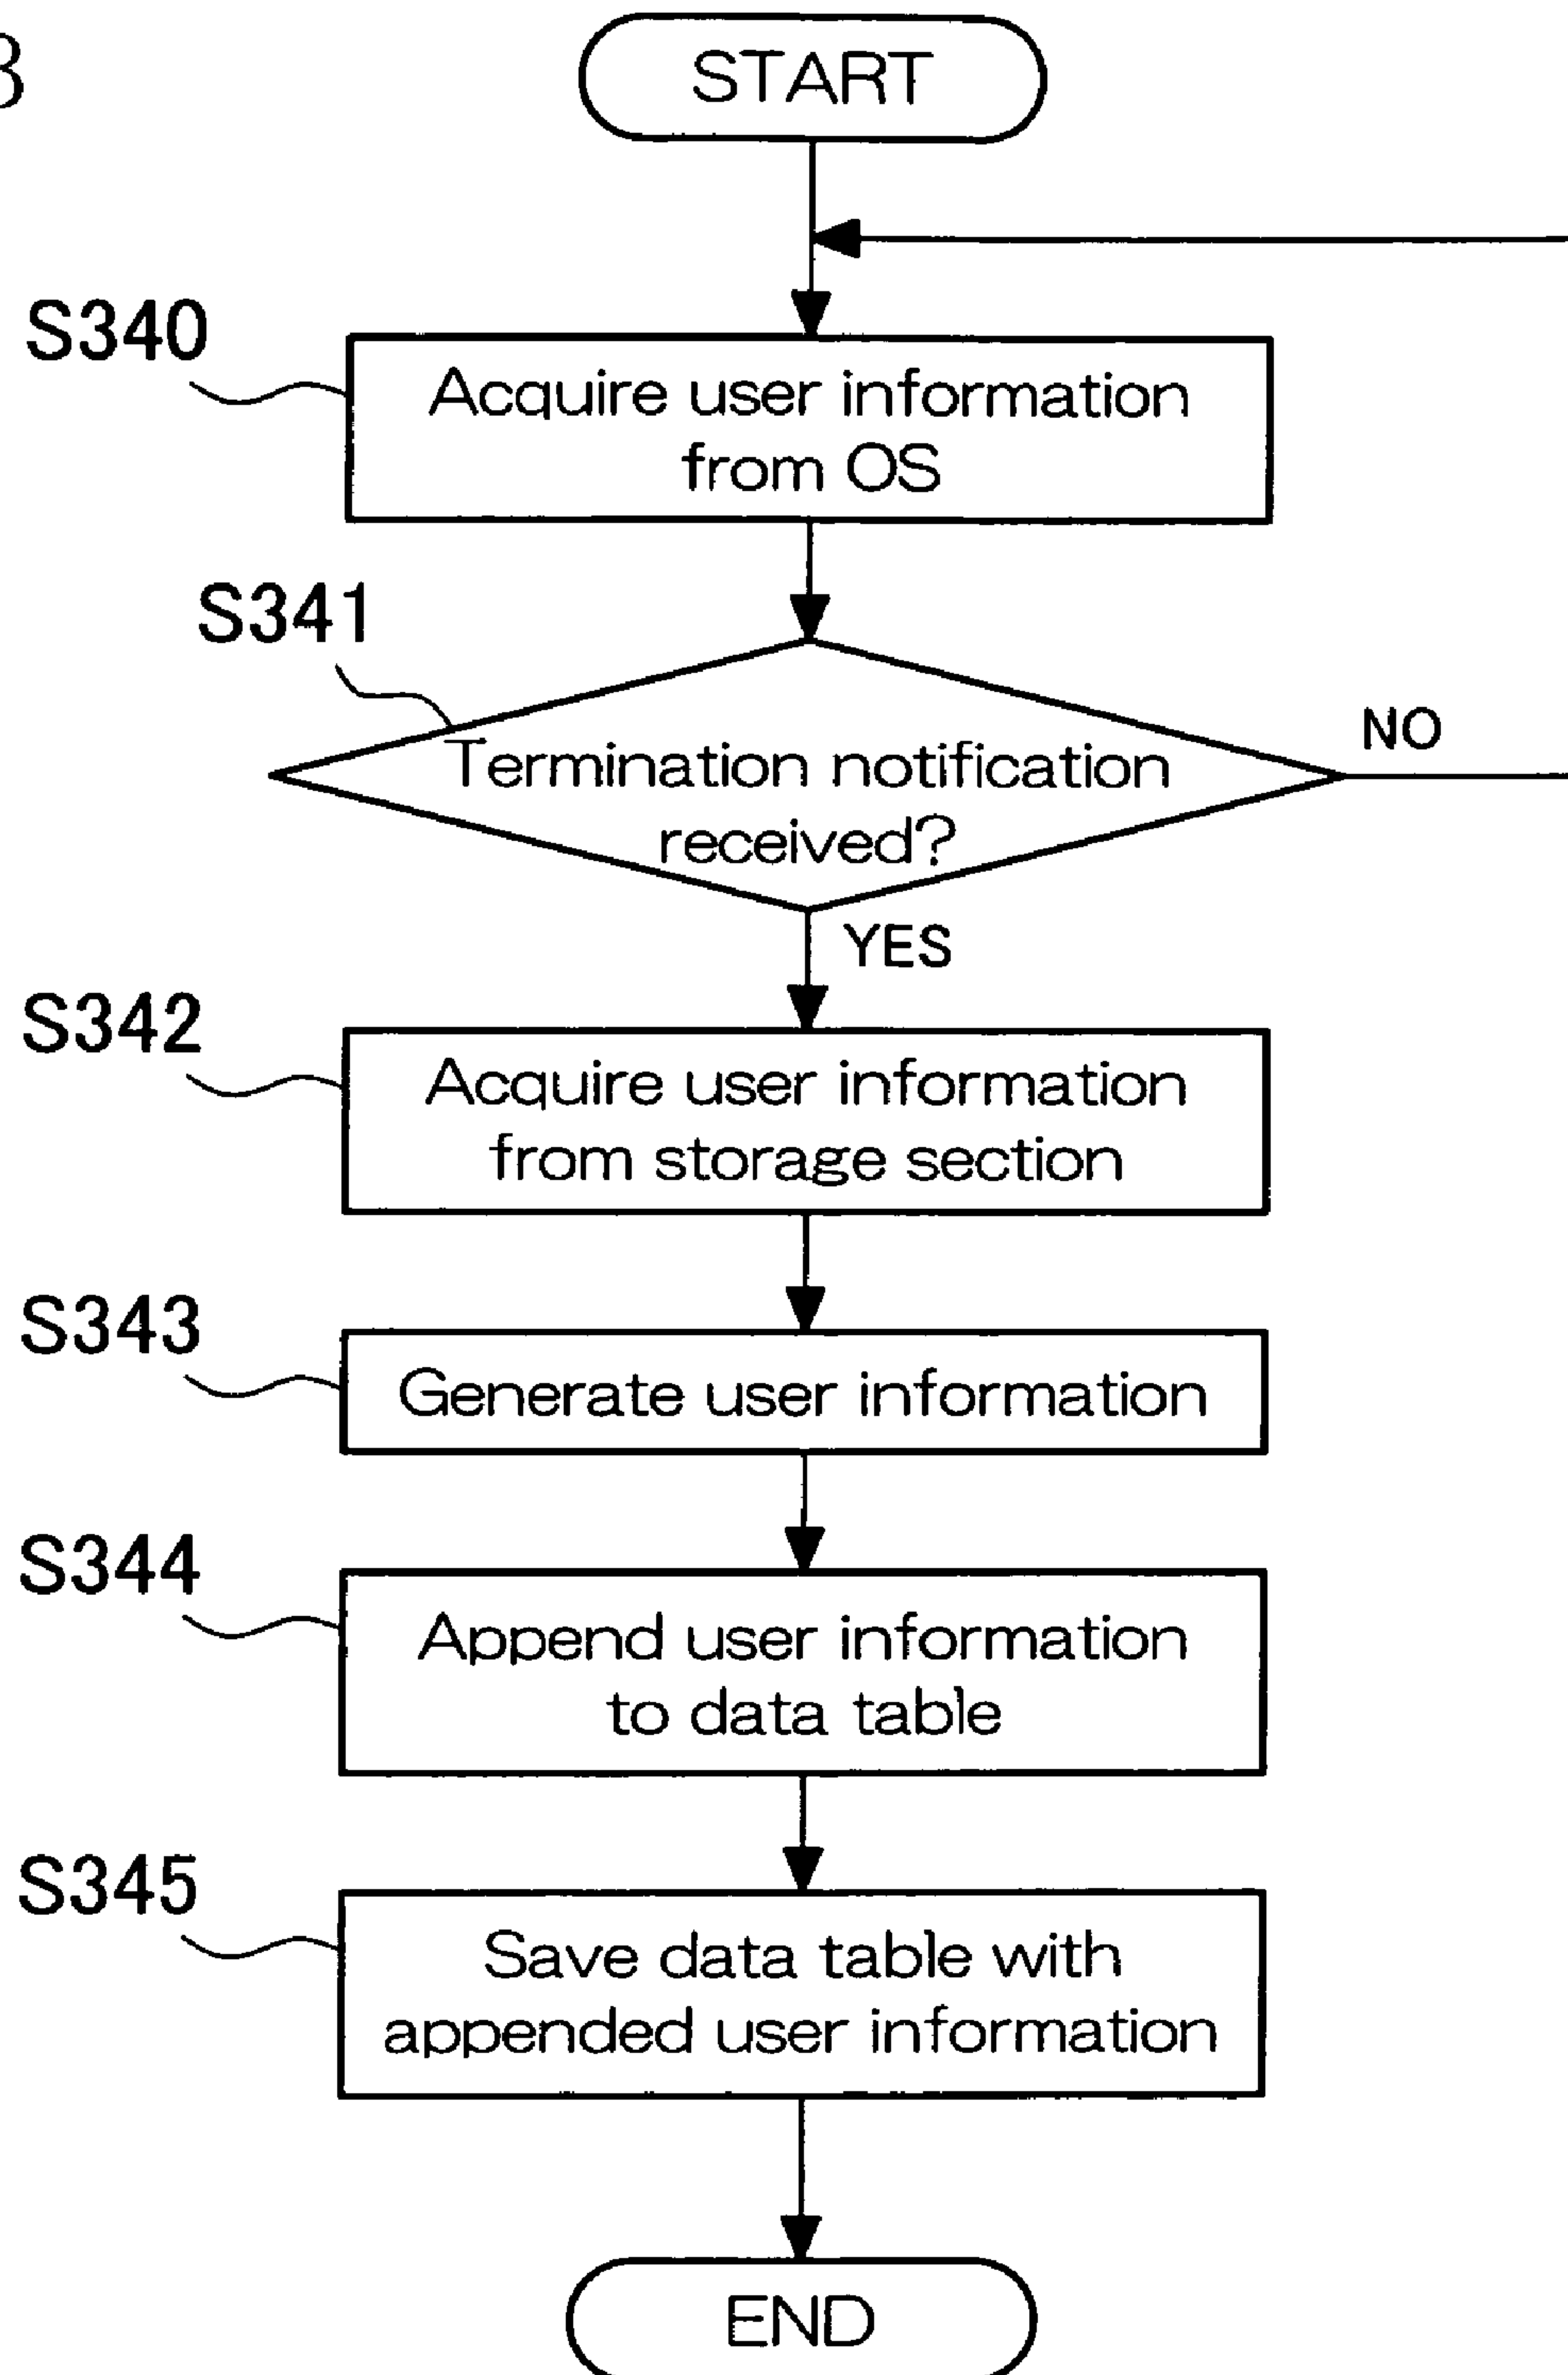 START
S340
Acquire user information
from OS
S341
Termination notification
received?
NO
YES
S342
Acquire user information
from storage section
S343
Generate user information
S344
Append user information
to data table
S345
Save data table with
appended user information
END